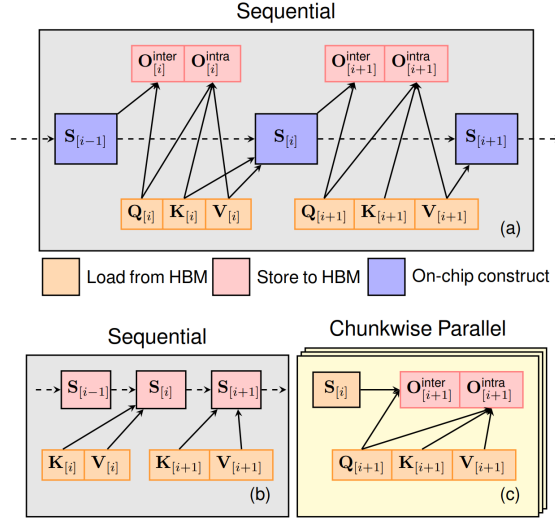 Sequential
O^inter_[i] O^intra_[i] O^inter_[i+1] O^intra_[i+1]
S_[i−1] S_[i] S_[i+1]
Q_[i] K_[i] V_[i] Q_[i+1] K_[i+1] V_[i+1]
(a)
Load from HBM Store to HBM On-chip construct
Sequential
S_[i−1] S_[i] S_[i+1]
K_[i] V_[i] K_[i+1] V_[i+1]
(b)
Chunkwise Parallel
S_[i] O^inter_[i+1] O^intra_[i+1]
Q_[i+1] K_[i+1] V_[i+1]
(c)